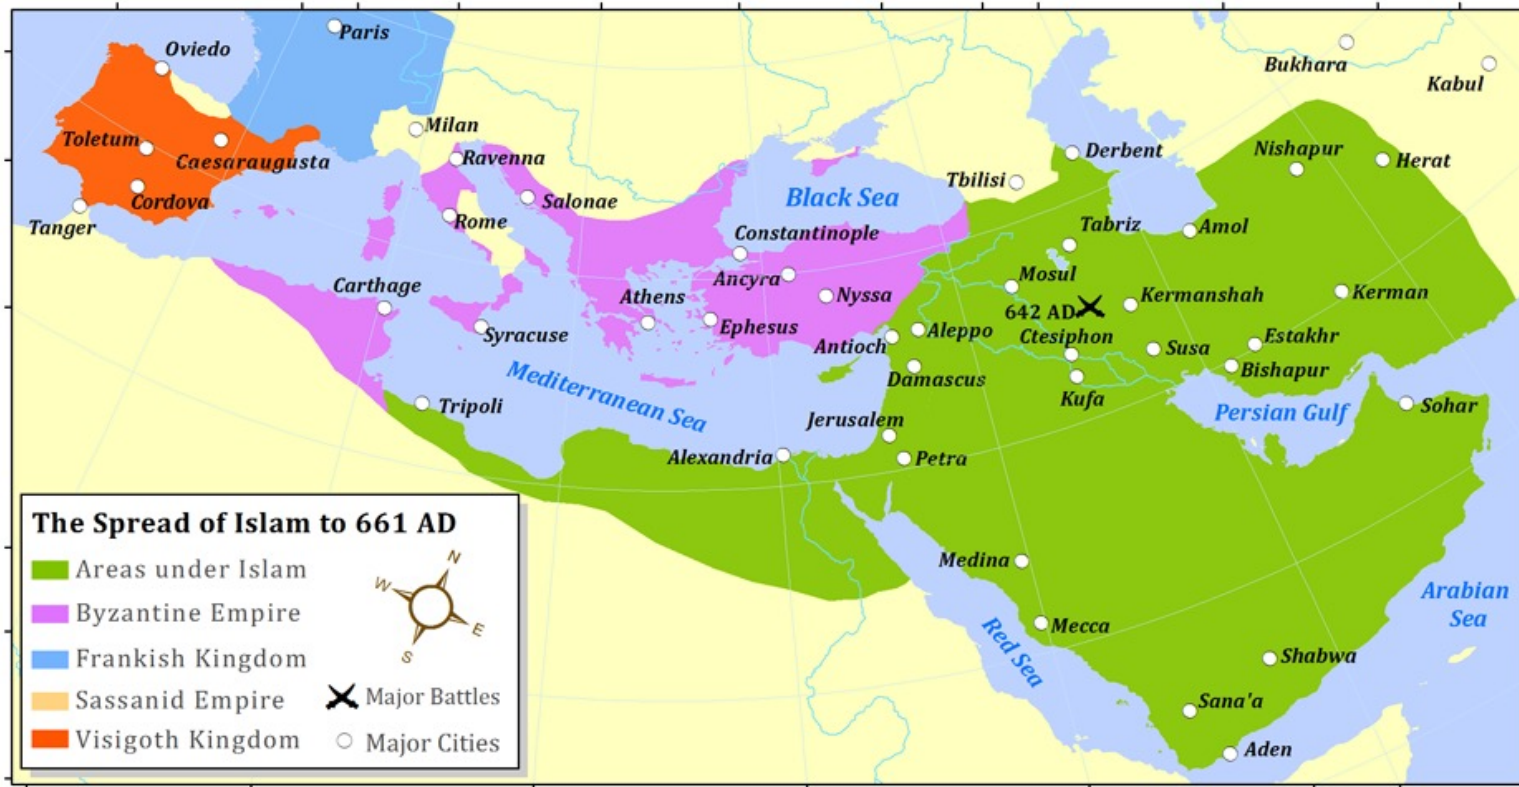 Paris
Oviedo
Bukhara
Kabul
Milan
Toletum
Caesaraugusta
Ravenna
Derbent
Nishapur
Herat
Tbilisi
Cordova
Salonae
Black Sea
Tanger
Rome
Constantinople
Tabriz
Amol
Carthage
Athens
Ancyra
Nyssa
Mosul
Kermanshah
Kerman
642 AD
Syracuse
Ephesus
Antioch
Aleppo
Ctesiphon
Susa
Estakhr
Mediterranean Sea
Damascus
Kufa
Bishapur
Tripoli
Jerusalem
Persian Gulf
Sohar
Alexandria
Petra
Medina
Mecca
Red Sea
Arabian
Sea
Shabwa
Sana'a
Aden
The Spread of Islam to 661 AD
Areas under Islam
Byzantine Empire
Frankish Kingdom
Sassanid Empire
Visigoth Kingdom
N
W
E
S
Major Battles
Major Cities